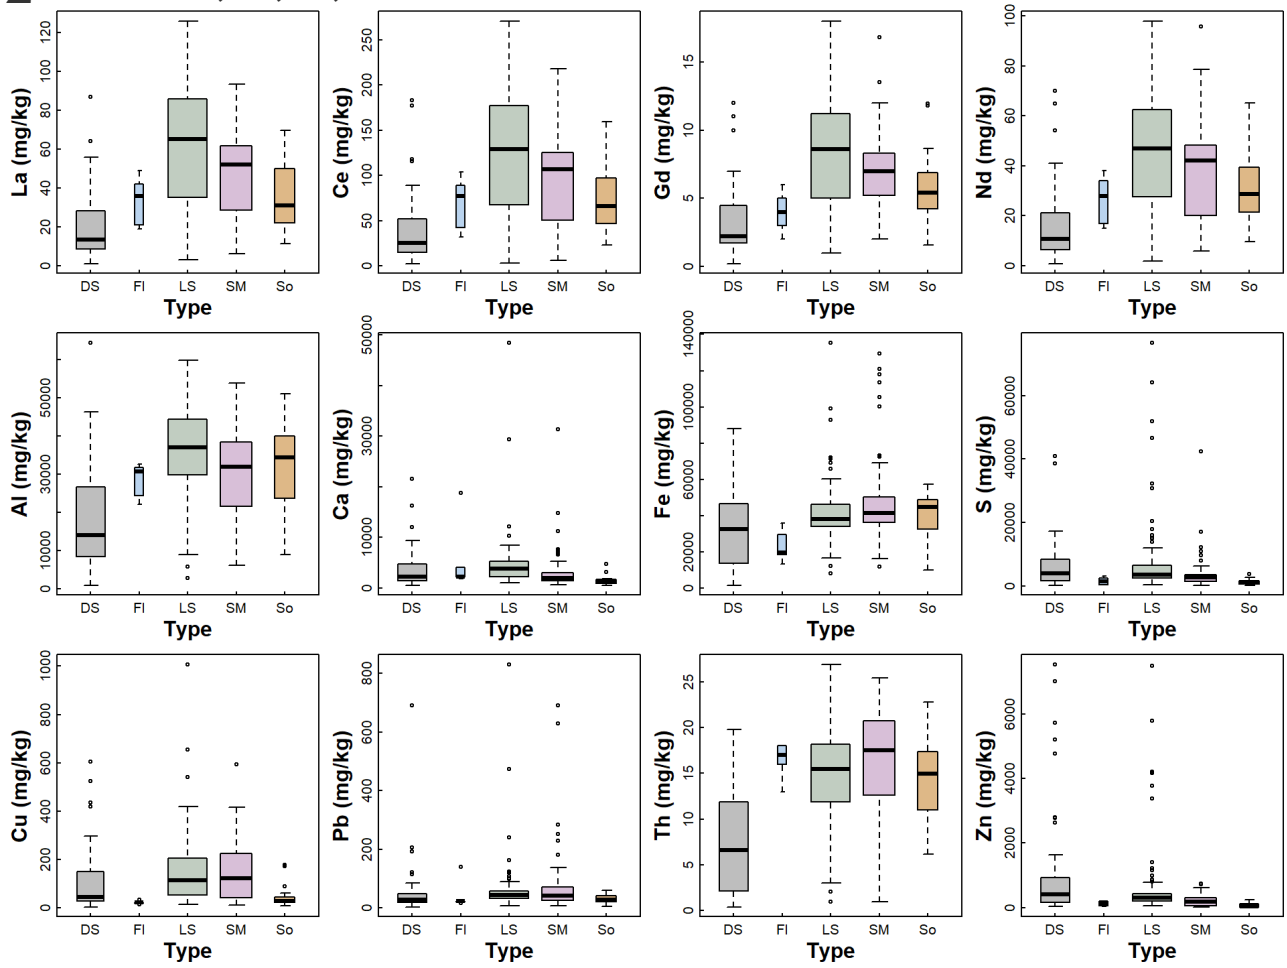 La (mg/kg)
0 20 40 60 80 100 120
DS FI LS SM So
Type
Ce (mg/kg)
0 50 100 150 200 250
DS FI LS SM So
Type
Gd (mg/kg)
0 5 10 15
DS FI LS SM So
Type
Nd (mg/kg)
0 20 40 60 80 100
DS FI LS SM So
Type
Al (mg/kg)
0 10000 30000 50000
DS FI LS SM So
Type
Ca (mg/kg)
0 10000 30000 50000
DS FI LS SM So
Type
Fe (mg/kg)
0 20000 60000 100000 140000
DS FI LS SM So
Type
S (mg/kg)
0 20000 40000 60000
DS FI LS SM So
Type
Cu (mg/kg)
0 200 400 600 800 1000
DS FI LS SM So
Type
Pb (mg/kg)
0 200 400 600 800
DS FI LS SM So
Type
Th (mg/kg)
0 5 10 15 20 25
DS FI LS SM So
Type
Zn (mg/kg)
0 2000 4000 6000
DS FI LS SM So
Type